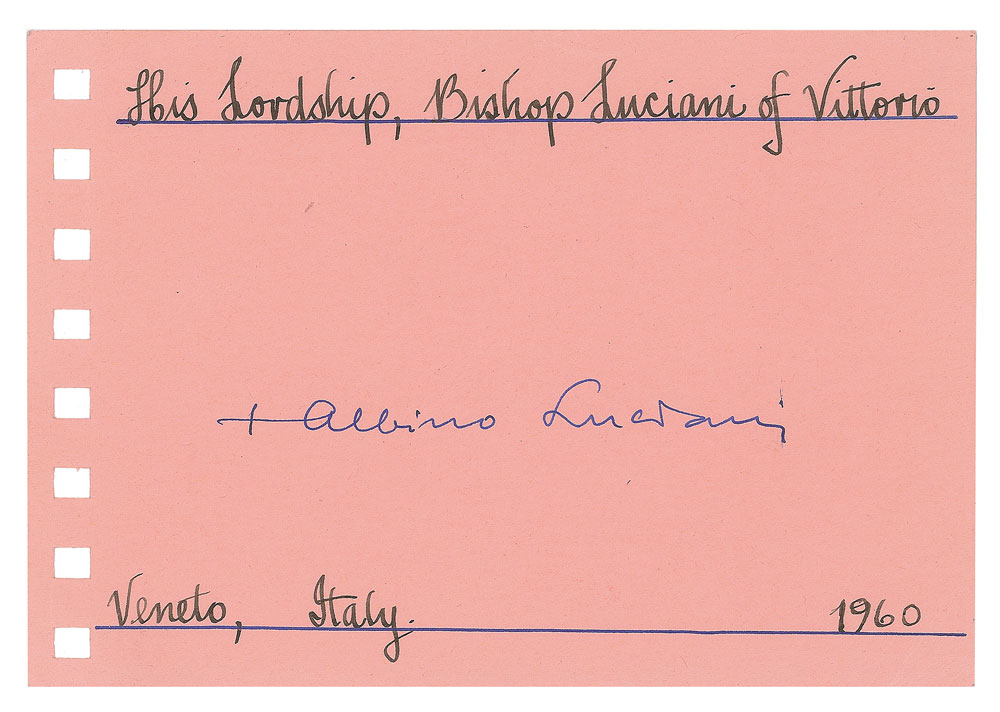 His Lordship, Bishop Luciani of Vittorio
+ Albino Luciani
Veneto, Italy. 1960